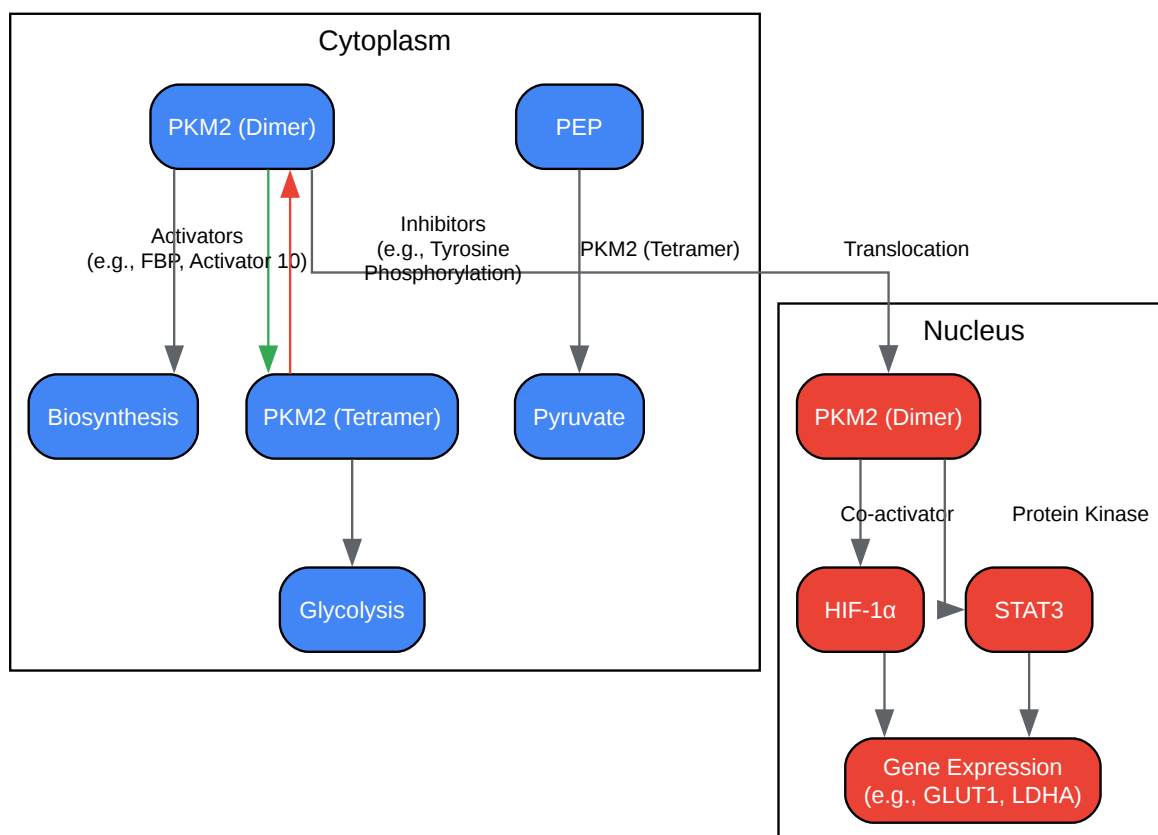 Cytoplasm
PKM2 (Dimer)
PEP
Activators
(e.g., FBP, Activator 10)
Inhibitors
(e.g., Tyrosine
Phosphorylation)
PKM2 (Tetramer)
Translocation
Biosynthesis
PKM2 (Tetramer)
Pyruvate
Glycolysis
Nucleus
PKM2 (Dimer)
Co-activator
Protein Kinase
HIF-1α
STAT3
Gene Expression
(e.g., GLUT1, LDHA)